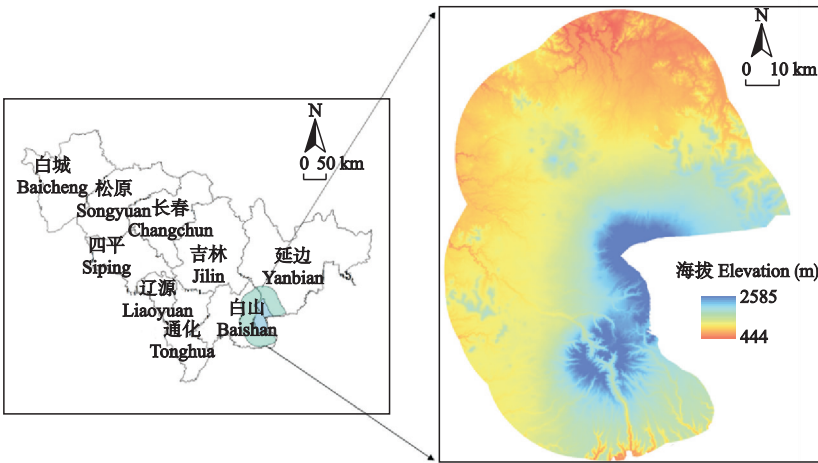 N
0 50 km
白城
Baicheng
松原
Songyuan
长春
Changchun
四平
Siping
吉林
Jilin
延边
Yanbian
辽源
Liaoyuan
白山
Baishan
通化
Tonghua
N
0 10 km
海拔 Elevation (m)
2585
444